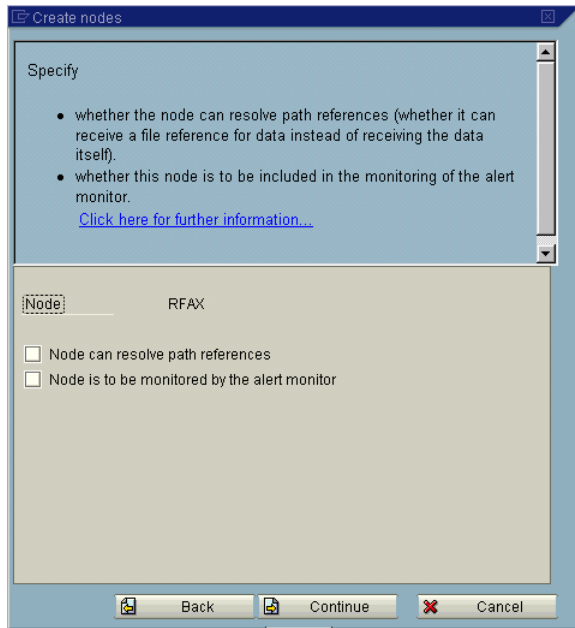 Create nodes
Specify
• whether the node can resolve path references (whether it can
receive a file reference for data instead of receiving the data
itself).
• whether this node is to be included in the monitoring of the alert
monitor.
Click here for further information...
Node RFAX
Node can resolve path references
Node is to be monitored by the alert monitor
Back Continue Cancel